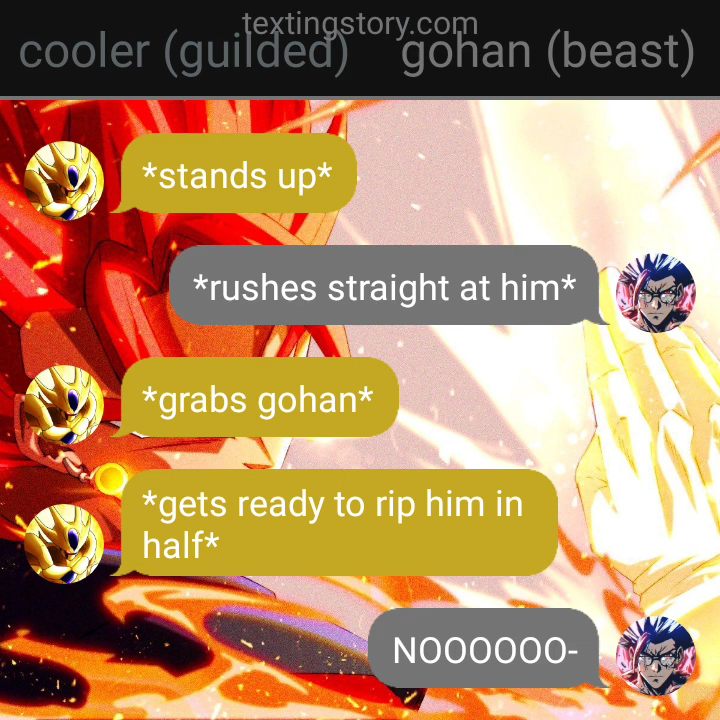 textingstory.com
cooler (guilded)
gohan (beast)
*stands up*
*rushes straight at him*
*grabs gohan*
*gets ready to rip him in
half*
NOOOOOO-